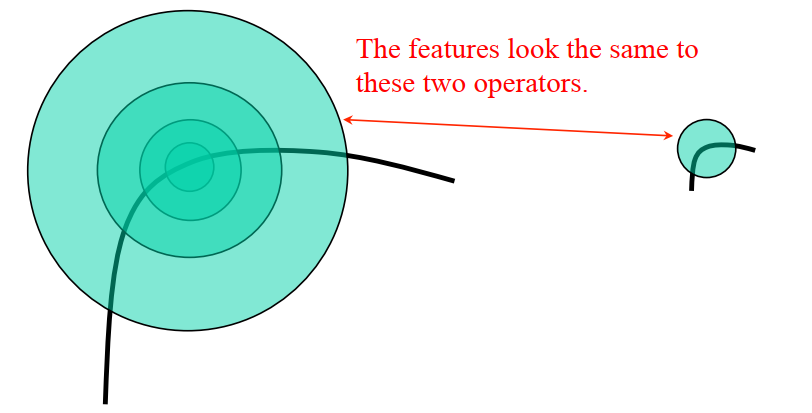 The features look the same to
these two operators.